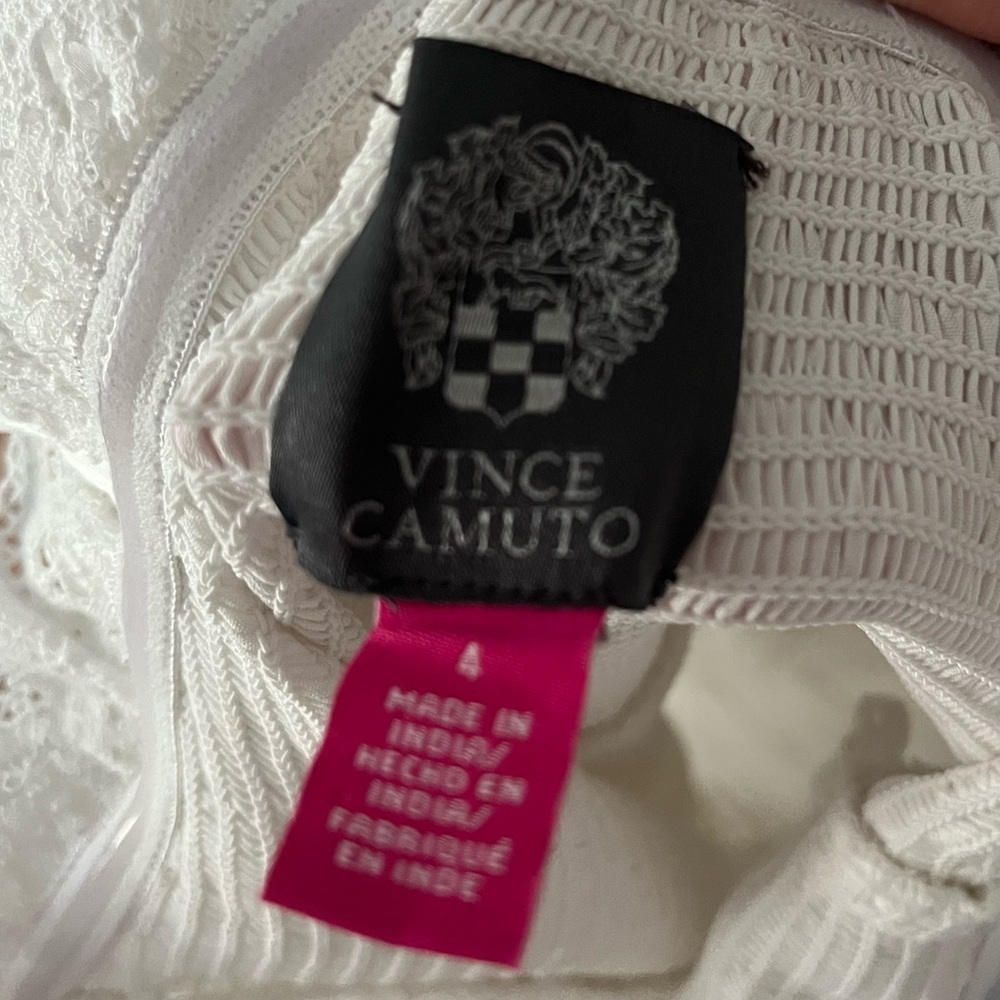 VINCE
CAMUTO
4
MADE IN
INDIA/
HECHO EN
INDIA/
FABRIQUÉ
EN INDE